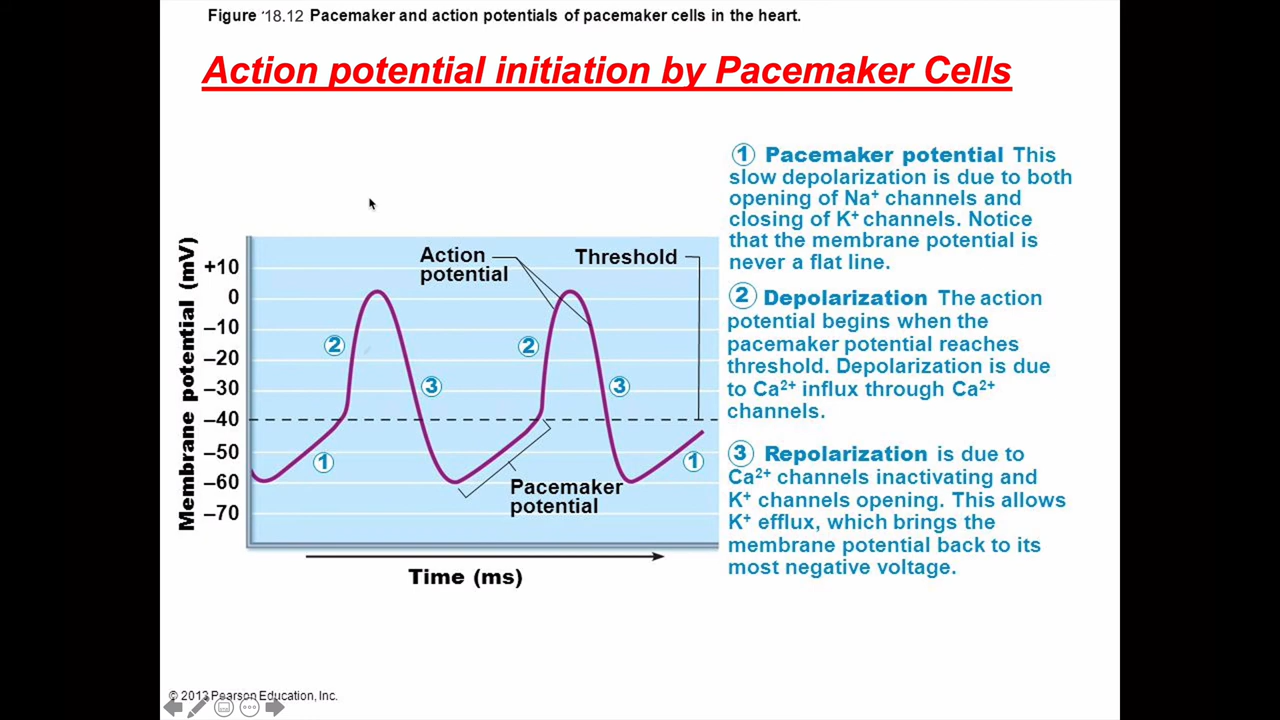 Figure 18.12 Pacemaker and action potentials of pacemaker cells in the heart.
Action potential initiation by Pacemaker Cells
Membrane potential (mV)
+10
0
–10
–20
–30
–40
–50
–60
–70
Action
potential
Threshold
2
3
2
3
1
1
Pacemaker
potential
Time (ms)
1 Pacemaker potential This
slow depolarization is due to both
opening of Na⁺ channels and
closing of K⁺ channels. Notice
that the membrane potential is
never a flat line.
2 Depolarization The action
potential begins when the
pacemaker potential reaches
threshold. Depolarization is due
to Ca²⁺ influx through Ca²⁺
channels.
3 Repolarization is due to
Ca²⁺ channels inactivating and
K⁺ channels opening. This allows
K⁺ efflux, which brings the
membrane potential back to its
most negative voltage.
© 2013 Pearson Education, Inc.